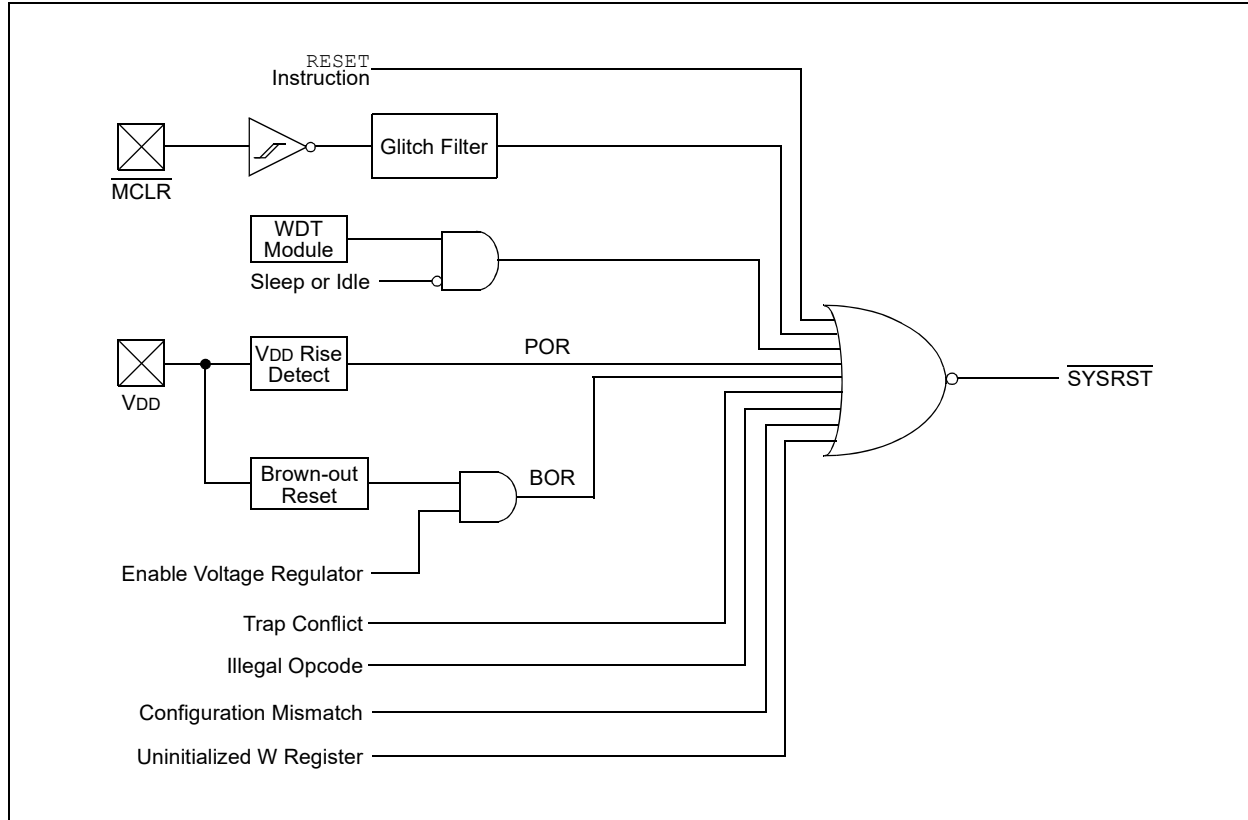 RESET
Instruction
Glitch Filter
MCLR
WDT
Module
Sleep or Idle
VDD Rise
Detect
POR
VDD
SYSRST
Brown-out
Reset
BOR
Enable Voltage Regulator
Trap Conflict
Illegal Opcode
Configuration Mismatch
Uninitialized W Register